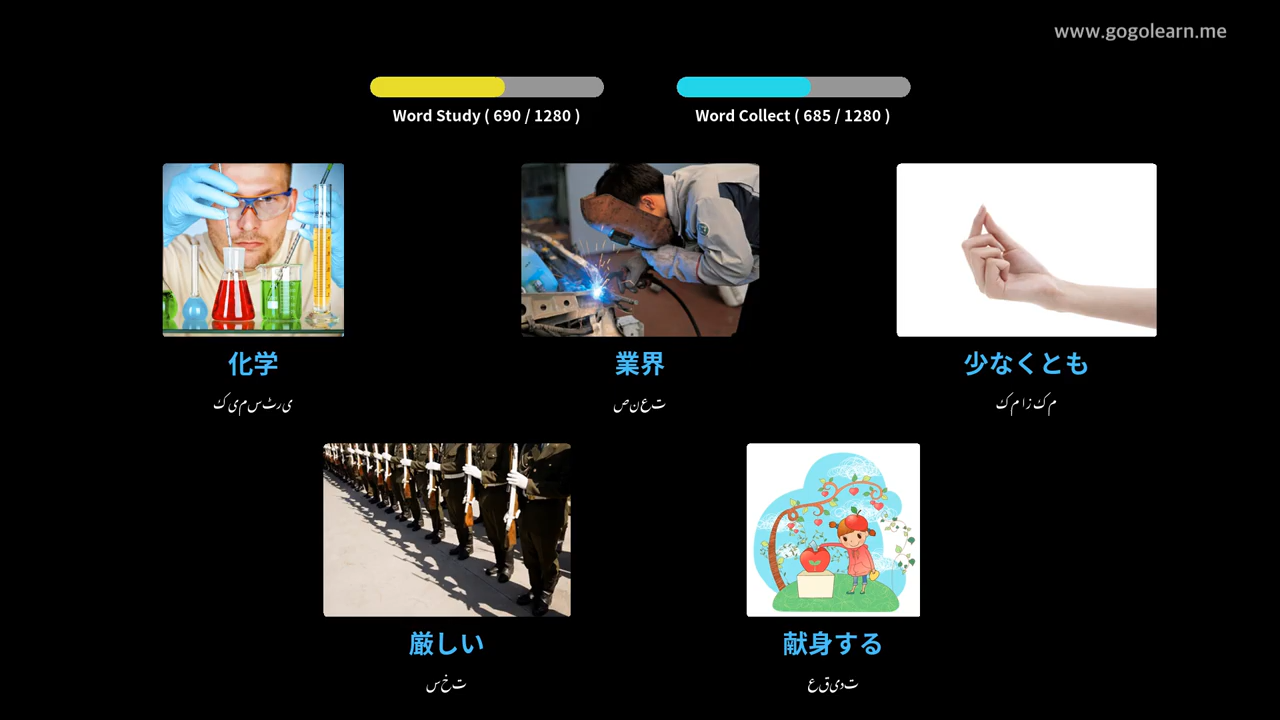 www.gogolearn.me
Word Study ( 690 / 1280 )
Word Collect ( 685 / 1280 )
化学
کیمسٹری
業界
صنعت
少なくとも
کم از کم
厳しい
سخت
献身する
عقیدت